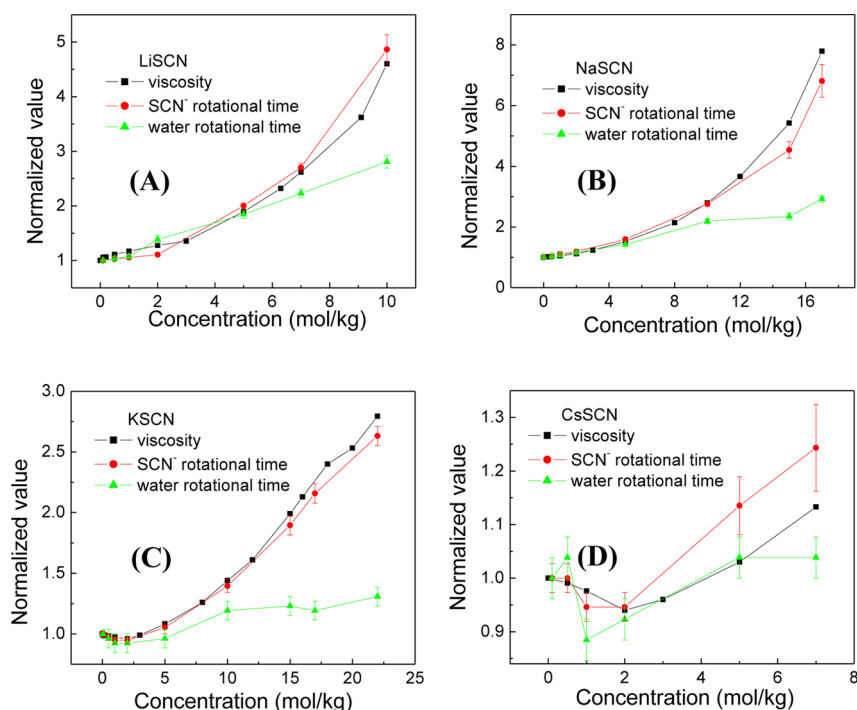 LiSCN
viscosity
SCN⁻ rotational time
water rotational time
(A)
Normalized value
5
4
3
2
1
0 2 4 6 8 10
Concentration (mol/kg)
NaSCN
viscosity
SCN⁻ rotational time
water rotational time
(B)
Normalized value
8
6
4
2
0
0 4 8 12 16
Concentration (mol/kg)
KSCN
viscosity
SCN⁻ rotational time
water rotational time
(C)
Normalized value
3.0
2.5
2.0
1.5
1.0
0 5 10 15 20 25
Concentration (mol/kg)
CsSCN
viscosity
SCN⁻ rotational time
water rotational time
(D)
Normalized value
1.3
1.2
1.1
1.0
0.9
0 2 4 6 8
Concentration (mol/kg)